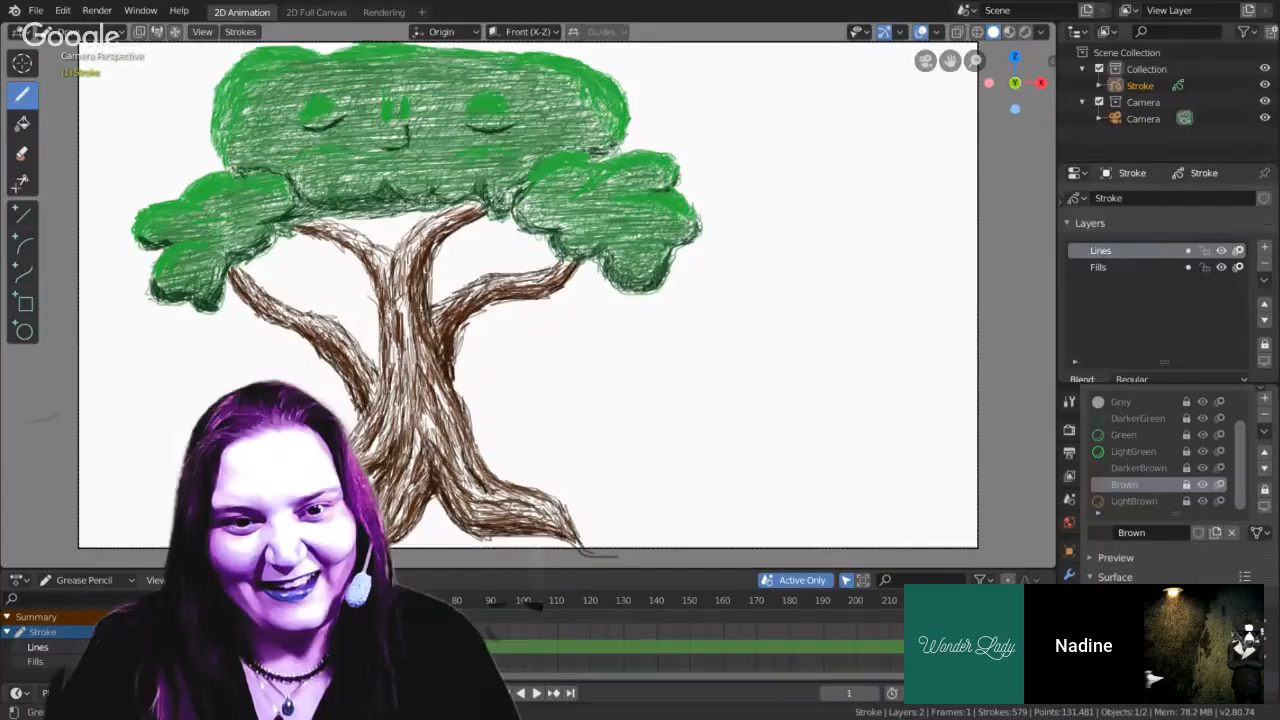 File Edit Render Window Help 2D Animation 2D Full Canvas Rendering + Scene View Layer
Google View Strokes Origin Front (X-Z) Guides
Camera Perspective
(1) Stroke
Z
Y X
Scene Collection
Collection
Stroke
Camera
Camera
Stroke Stroke
Stroke
Layers
Lines
Fills
Blend: Regular
Grey
DarkerGreen
Green
LightGreen
DarkerBrown
Brown
LightBrown
Brown
Preview
Surface
Grease Pencil Active Only
80 90 100 110 120 130 140 150 160 170 180 190 200 210
Summary
Stroke
Lines
Fills
Wonder Lady
Nadine
1
Stroke | Layers:2 | Frames:1 | Strokes:579 | Points:131,481 | Objects:1/2 | Mem: 78.2 MB | v2.80.74